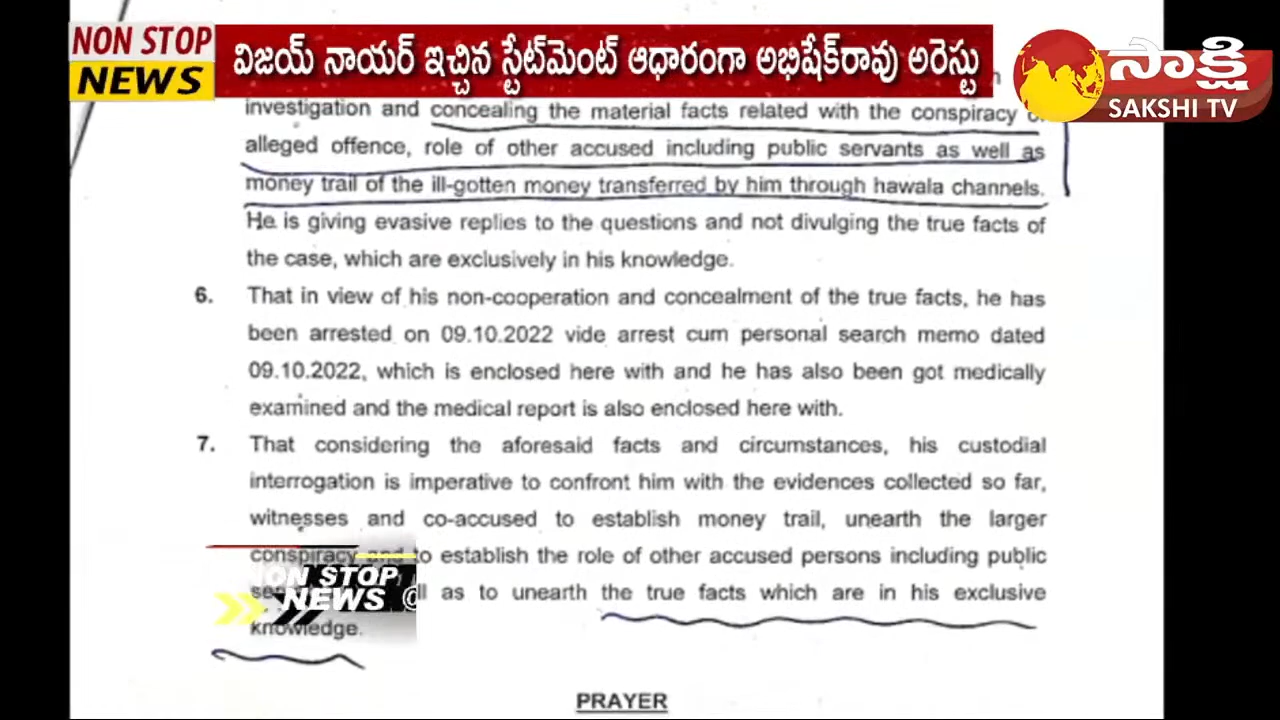 NON STOP
NEWS
విజయ్ నాయర్ ఇచ్చిన స్టేట్‌మెంట్ ఆధారంగా అభిషేక్‌రావు అరెస్టు
సాక్షి
SAKSHI TV
investigation and concealing the material facts related with the conspiracy
alleged offence, role of other accused including public servants as well as
money trail of the ill-gotten money transferred by him through hawala channels.
He is giving evasive replies to the questions and not divulging the true facts of
the case, which are exclusively in his knowledge.
6. That in view of his non-cooperation and concealment of the true facts, he has
been arrested on 09.10.2022 vide arrest cum personal search memo dated
09.10.2022, which is enclosed here with and he has also been got medically
examined and the medical report is also enclosed here with.
7. That considering the aforesaid facts and circumstances, his custodial
interrogation is imperative to confront him with the evidences collected so far,
witnesses and co-accused to establish money trail, unearth the larger
conspiracy and to establish the role of other accused persons including public
as to unearth the true facts which are in his exclusive
knowledge.
NON STOP
NEWS @
PRAYER